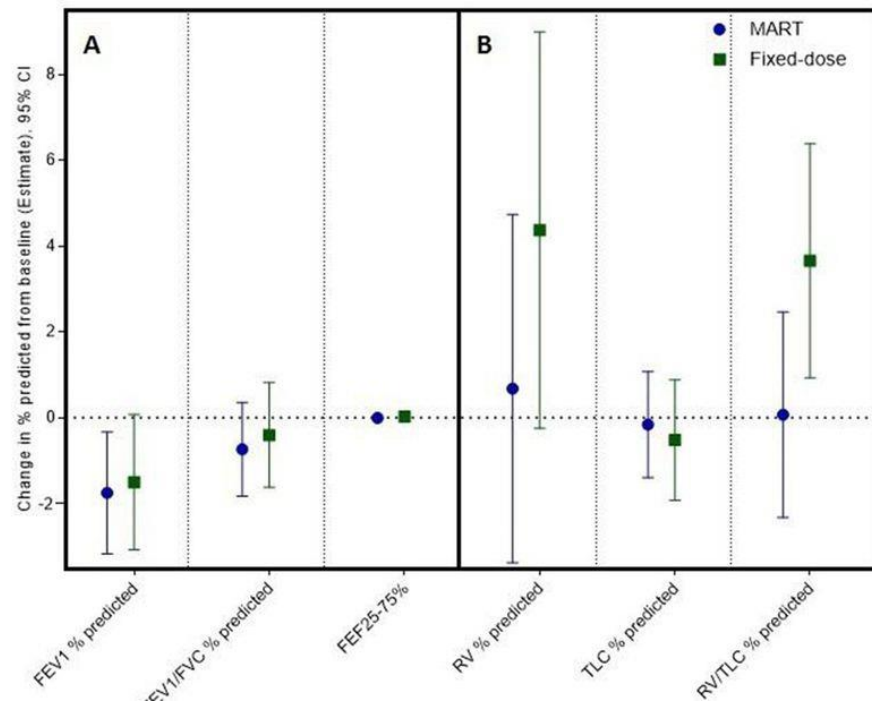 A
B
MART
Fixed-dose
Change in % predicted from baseline (Estimate), 95% CI
8
6
4
2
0
-2
FEV1 % predicted
EV1/FVC % predicted
FEF25-75%
RV % predicted
TLC % predicted
RV/TLC % predicted